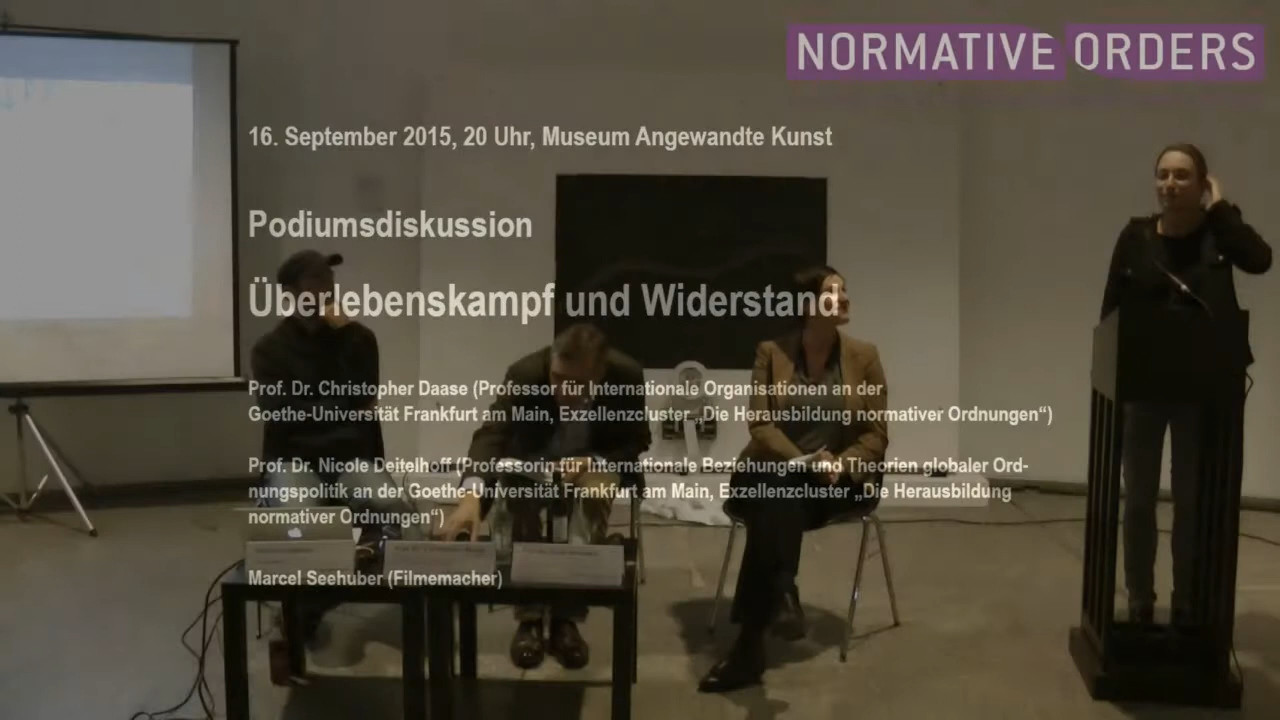 NORMATIVE ORDERS
16. September 2015, 20 Uhr, Museum Angewandte Kunst
Podiumsdiskussion
Überlebenskampf und Widerstand
Prof. Dr. Christopher Daase (Professor für Internationale Organisationen an der
Goethe-Universität Frankfurt am Main, Exzellenzcluster „Die Herausbildung normativer Ordnungen“)
Prof. Dr. Nicole Deitelhoff (Professorin für Internationale Beziehungen und Theorien globaler Ord-
nungspolitik an der Goethe-Universität Frankfurt am Main, Exzellenzcluster „Die Herausbildung
normativer Ordnungen“)
Marcel Seehuber (Filmemacher)